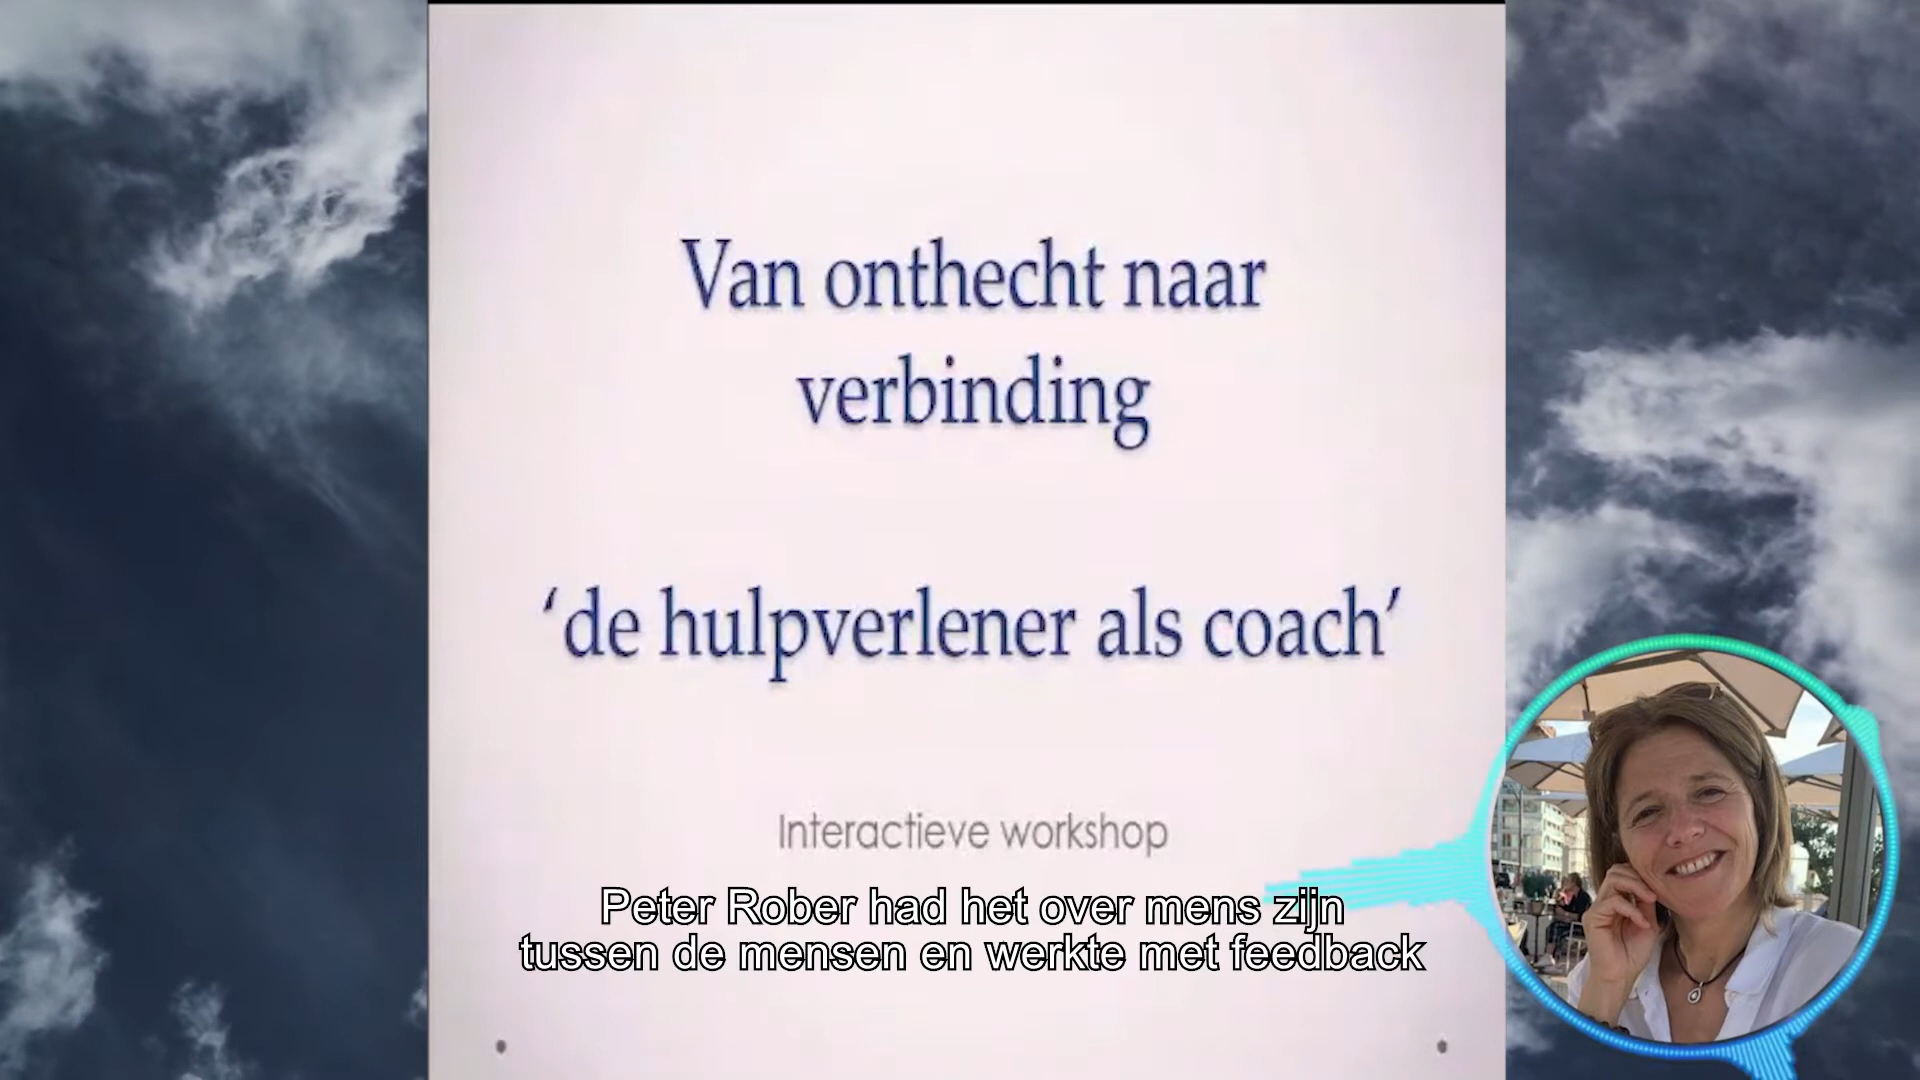 Van onthecht naar
verbinding
‘de hulpverlener als coach’
Interactieve workshop
Peter Rober had het over mens zijn
tussen de mensen en werkte met feedback